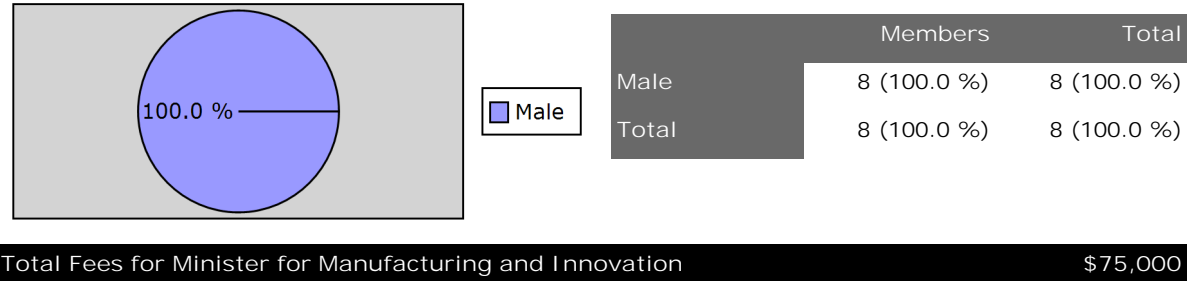 100.0 %
Male
Members Total
Male 8 (100.0 %) 8 (100.0 %)
Total 8 (100.0 %) 8 (100.0 %)
Total Fees for Minister for Manufacturing and Innovation $75,000